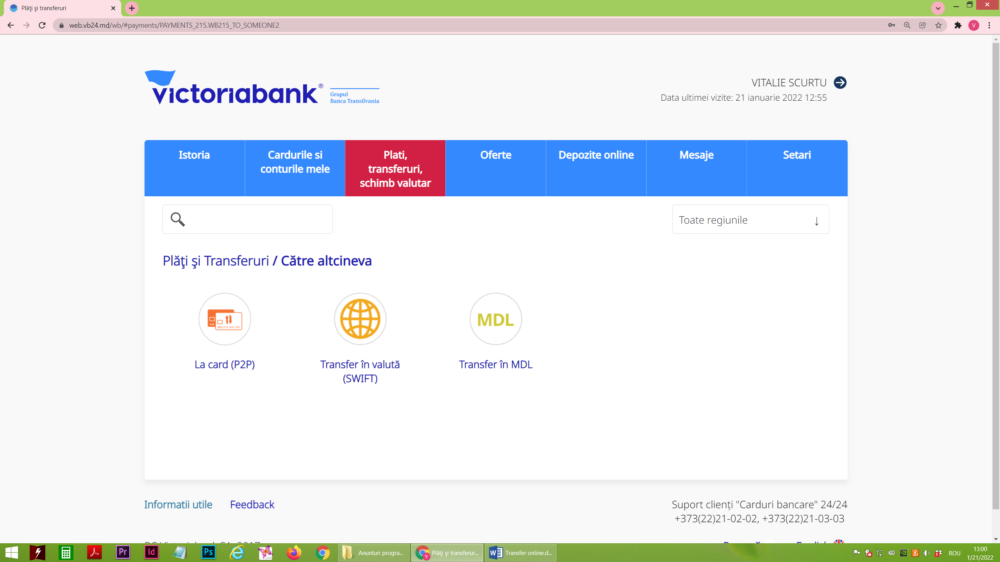 Plăţi şi transferuri
web.vb24.md/wb/#payments/PAYMENTS_215.WB215_TO_SOMEONE2
V
victoriabank®
Grupul
Banca Transilvania
VITALIE SCURTU
Data ultimei vizite: 21 ianuarie 2022 12:55
Istoria
Cardurile si
conturile mele
Plati,
transferuri,
schimb valutar
Oferte
Depozite online
Mesaje
Setari
Toate regiunile ↓
Plăţi şi Transferuri / Către altcineva
MDL
La card (P2P)
Transfer în valută
(SWIFT)
Transfer în MDL
Informatii utile
Feedback
Suport clienți "Carduri bancare" 24/24
+373(22)21-02-02, +373(22)21-03-03
Pr
Id
Ps
Anunturi progra...
V
Plăţi şi transferur...
W
Transfer online.d...
1
ROU
13:00
1/21/2022